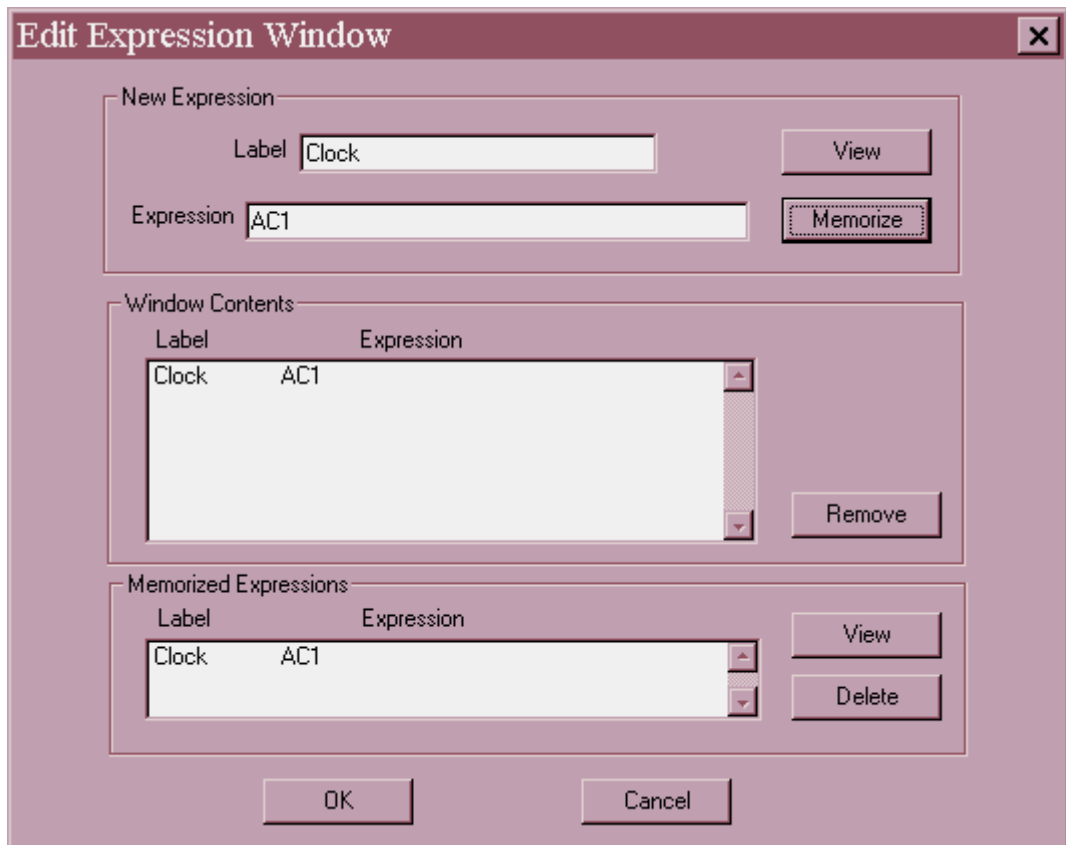 Edit Expression Window
New Expression
Label Clock View
Expression AC1 Memorize
Window Contents
Label Expression
Clock AC1
Remove
Memorized Expressions
Label Expression
View
Clock AC1
Delete
OK Cancel